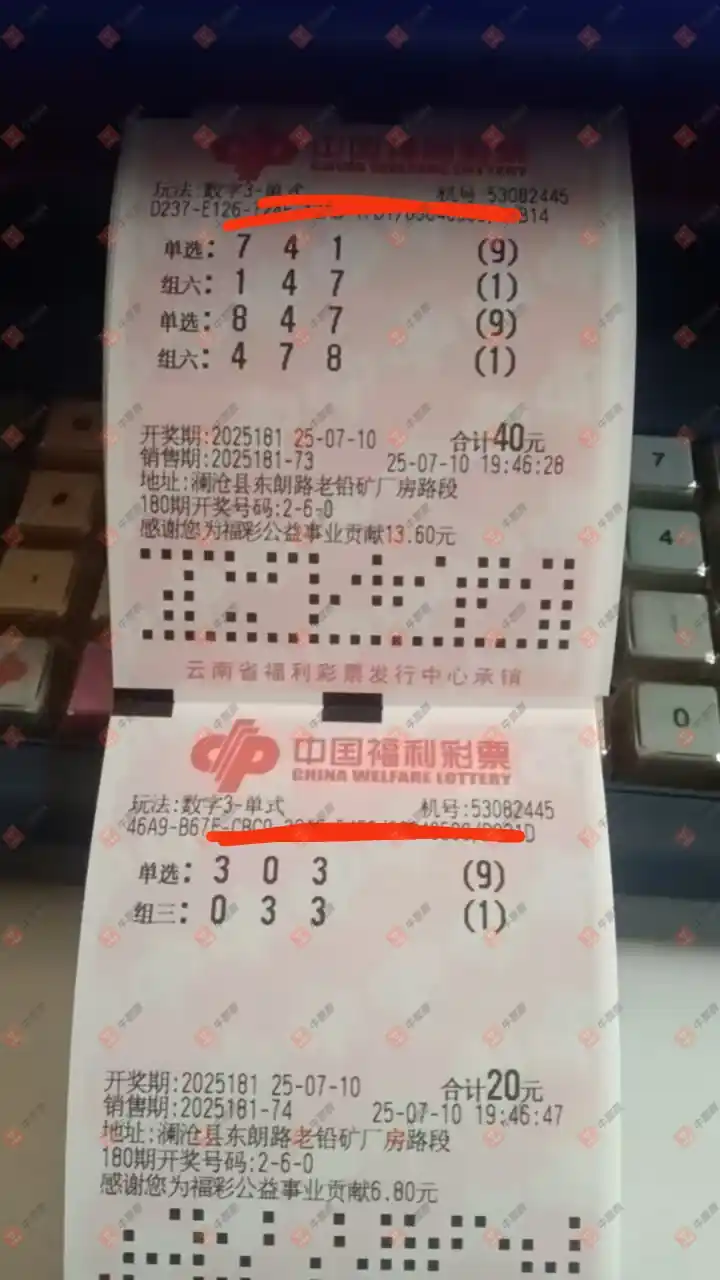 CHINA WELFARE LOTTERY
玩法:数字3-单式 机号:53082445
D237-E126- B14
单选: 7 4 1 (9)
组六: 1 4 7 (1)
单选: 8 4 7 (9)
组六: 4 7 8 (1)
开奖期:2025181 25-07-10 合计40元
销售期:2025181-73 25-07-10 19:46:28
地址:澜沧县东朗路老铅矿厂房路段
180期开奖号码:2-6-0
感谢您为福彩公益事业贡献13.60元
云南省福利彩票发行中心承销
中国福利彩票
CHINA WELFARE LOTTERY
玩法:数字3-单式 机号:53082445
46A9-B67F-
单选: 3 0 3 (9)
组三: 0 3 3 (1)
开奖期:2025181 25-07-10 合计20元
销售期:2025181-74 25-07-10 19:46:47
地址:澜沧县东朗路老铅矿厂房路段
180期开奖号码:2-6-0
感谢您为福彩公益事业贡献6.80元
7
4
0